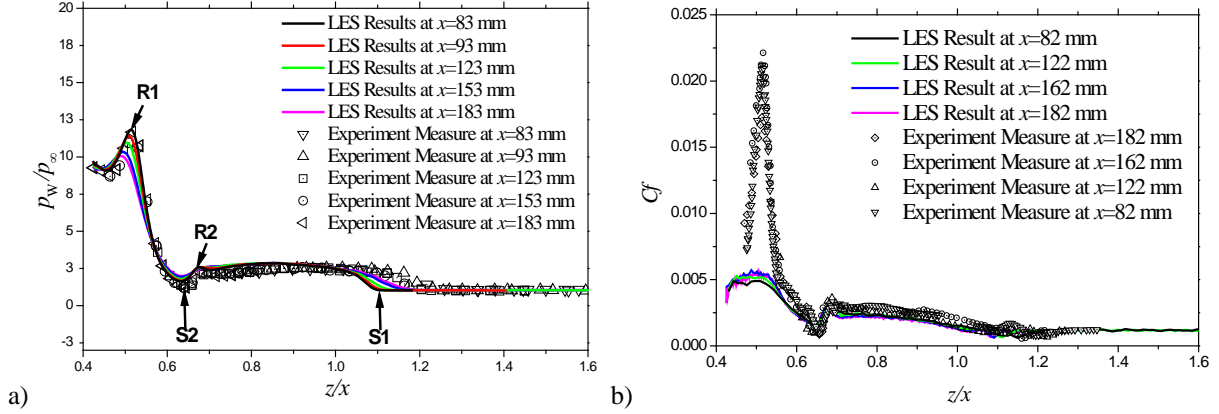 a)
p_W/p_∞
20
18
15
13
11
9
7
5
3
0
-3
0.4 0.6 0.8 1.0 1.2 1.4 1.6
z/x
R1
R2
S2
S1
LES Results at x=83 mm
LES Results at x=93 mm
LES Results at x=123 mm
LES Results at x=153 mm
LES Results at x=183 mm
Experiment Measure at x=83 mm
Experiment Measure at x=93 mm
Experiment Measure at x=123 mm
Experiment Measure at x=153 mm
Experiment Measure at x=183 mm
b)
Cf
0.025
0.020
0.015
0.010
0.005
0.000
0.4 0.6 0.8 1.0 1.2 1.4 1.6
z/x
LES Result at x=82 mm
LES Result at x=122 mm
LES Result at x=162 mm
LES Result at x=182 mm
Experiment Measure at x=182 mm
Experiment Measure at x=162 mm
Experiment Measure at x=122 mm
Experiment Measure at x=82 mm